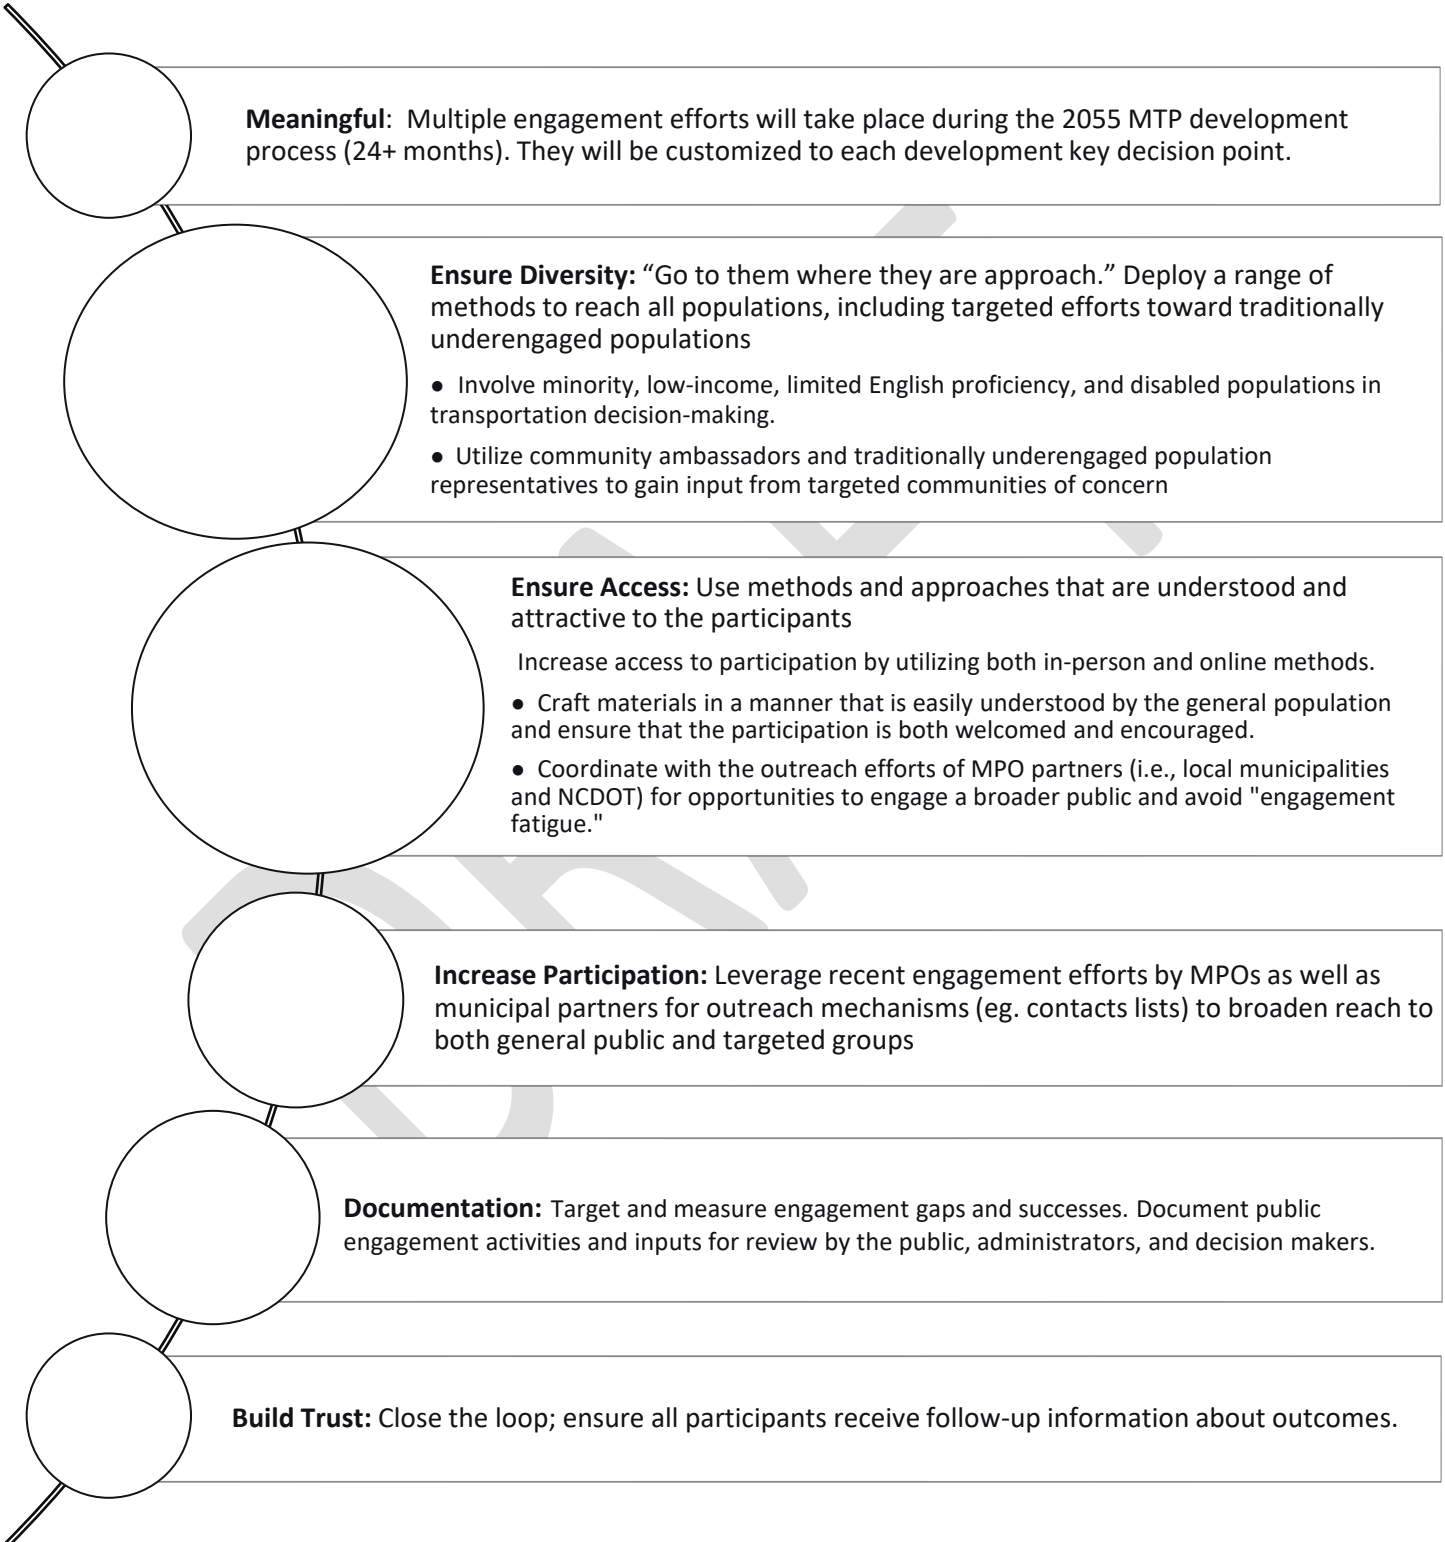 Meaningful:  Multiple engagement efforts will take place during the 2055 MTP development
process (24+ months). They will be customized to each development key decision point.
Ensure Diversity: “Go to them where they are approach.” Deploy a range of
methods to reach all populations, including targeted efforts toward traditionally
underengaged populations
● Involve minority, low-income, limited English proficiency, and disabled populations in
transportation decision-making.
● Utilize community ambassadors and traditionally underengaged population
representatives to gain input from targeted communities of concern
Ensure Access: Use methods and approaches that are understood and
attractive to the participants
Increase access to participation by utilizing both in-person and online methods.
● Craft materials in a manner that is easily understood by the general population
and ensure that the participation is both welcomed and encouraged.
● Coordinate with the outreach efforts of MPO partners (i.e., local municipalities
and NCDOT) for opportunities to engage a broader public and avoid "engagement
fatigue."
Increase Participation: Leverage recent engagement efforts by MPOs as well as
municipal partners for outreach mechanisms (eg. contacts lists) to broaden reach to
both general public and targeted groups
Documentation: Target and measure engagement gaps and successes. Document public
engagement activities and inputs for review by the public, administrators, and decision makers.
Build Trust: Close the loop; ensure all participants receive follow-up information about outcomes.